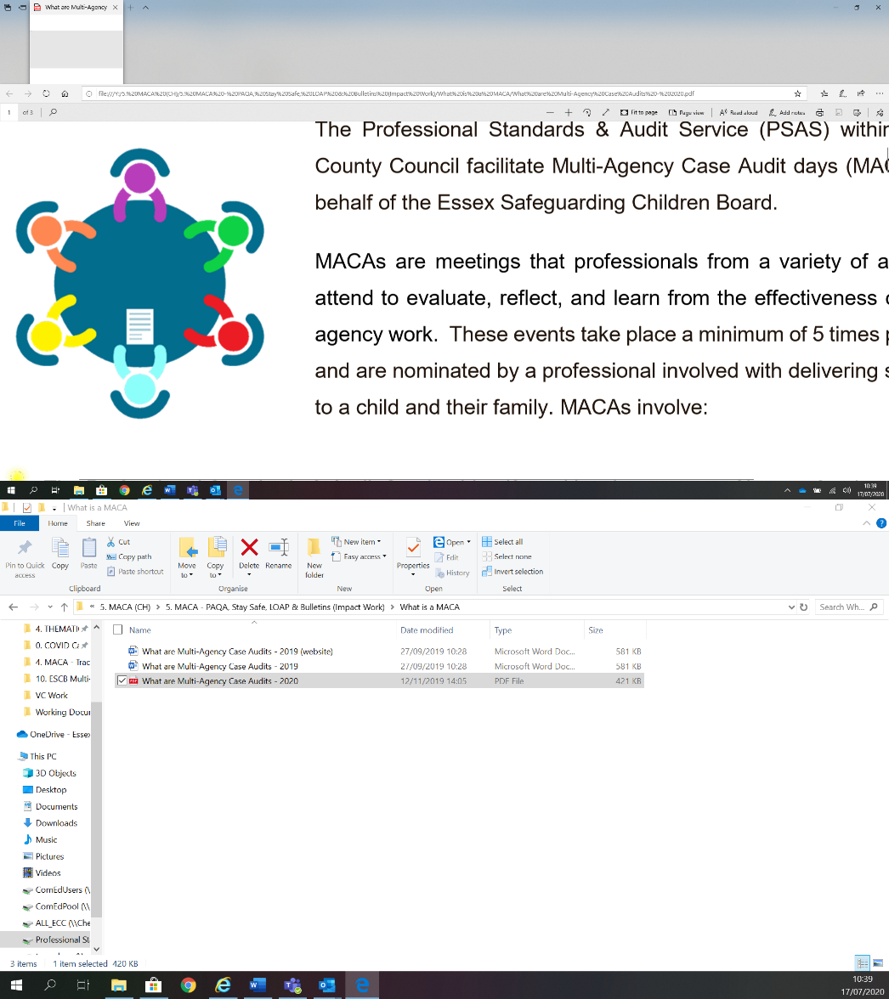 What are Multi-Agency
file:///Y:/5.%20MACA%20(CH)/5.%20MACA%20-%20PAQA,%20Stay%20Safe,%20LOAP%20&%20Bulletins%20(Impact%20Work)/What%20is%20a%20MACA/What%20are%20Multi-Agency%20Case%20Audits%20-%202020.pdf
1 of 3 Fit to page Page view Read aloud Add notes
The Professional Standards & Audit Service (PSAS) within
County Council facilitate Multi-Agency Case Audit days (MAC
behalf of the Essex Safeguarding Children Board.
MACAs are meetings that professionals from a variety of a
attend to evaluate, reflect, and learn from the effectiveness
agency work. These events take place a minimum of 5 times
and are nominated by a professional involved with delivering s
to a child and their family. MACAs involve:
10:39
17/07/2020
What is a MACA
File Home Share View
Pin to Quick access
Copy
Paste
Cut
Copy path
Paste shortcut
Move to
Copy to
Delete
Rename
New folder
New item
Easy access
Properties
Open
Edit
History
Select all
Select none
Invert selection
Clipboard Organise New Open Select
« 5. MACA (CH) > 5. MACA - PAQA, Stay Safe, LOAP & Bulletins (Impact Work) > What is a MACA
Search Wh...
Name Date modified Type Size
What are Multi-Agency Case Audits - 2019 (website) 27/09/2019 10:28 Microsoft Word Doc... 581 KB
What are Multi-Agency Case Audits - 2019 27/09/2019 10:28 Microsoft Word Doc... 581 KB
What are Multi-Agency Case Audits - 2020 12/11/2019 14:05 PDF File 421 KB
4. THEMATI
0. COVID Ca
4. MACA - Trac
10. ESCB Multi-
VC Work
Working Docur
OneDrive - Essex
This PC
3D Objects
Desktop
Documents
Downloads
Music
Pictures
Videos
ComEdUsers (\
ComEdPool (\\
ALL_ECC (\\Che
Professional Sta
3 items 1 item selected 420 KB
10:39
17/07/2020